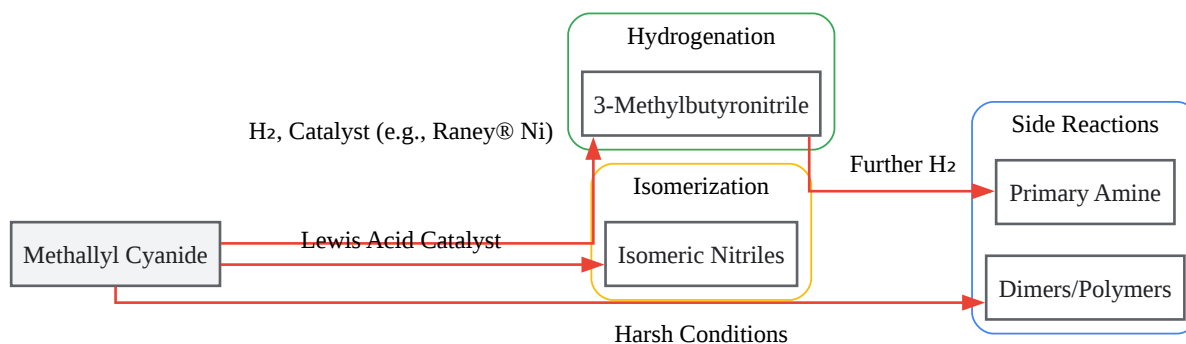 Hydrogenation
3-Methylbutyronitrile
H₂, Catalyst (e.g., Raney® Ni)
Side Reactions
Further H₂
Primary Amine
Isomerization
Methallyl Cyanide
Lewis Acid Catalyst
Isomeric Nitriles
Dimers/Polymers
Harsh Conditions